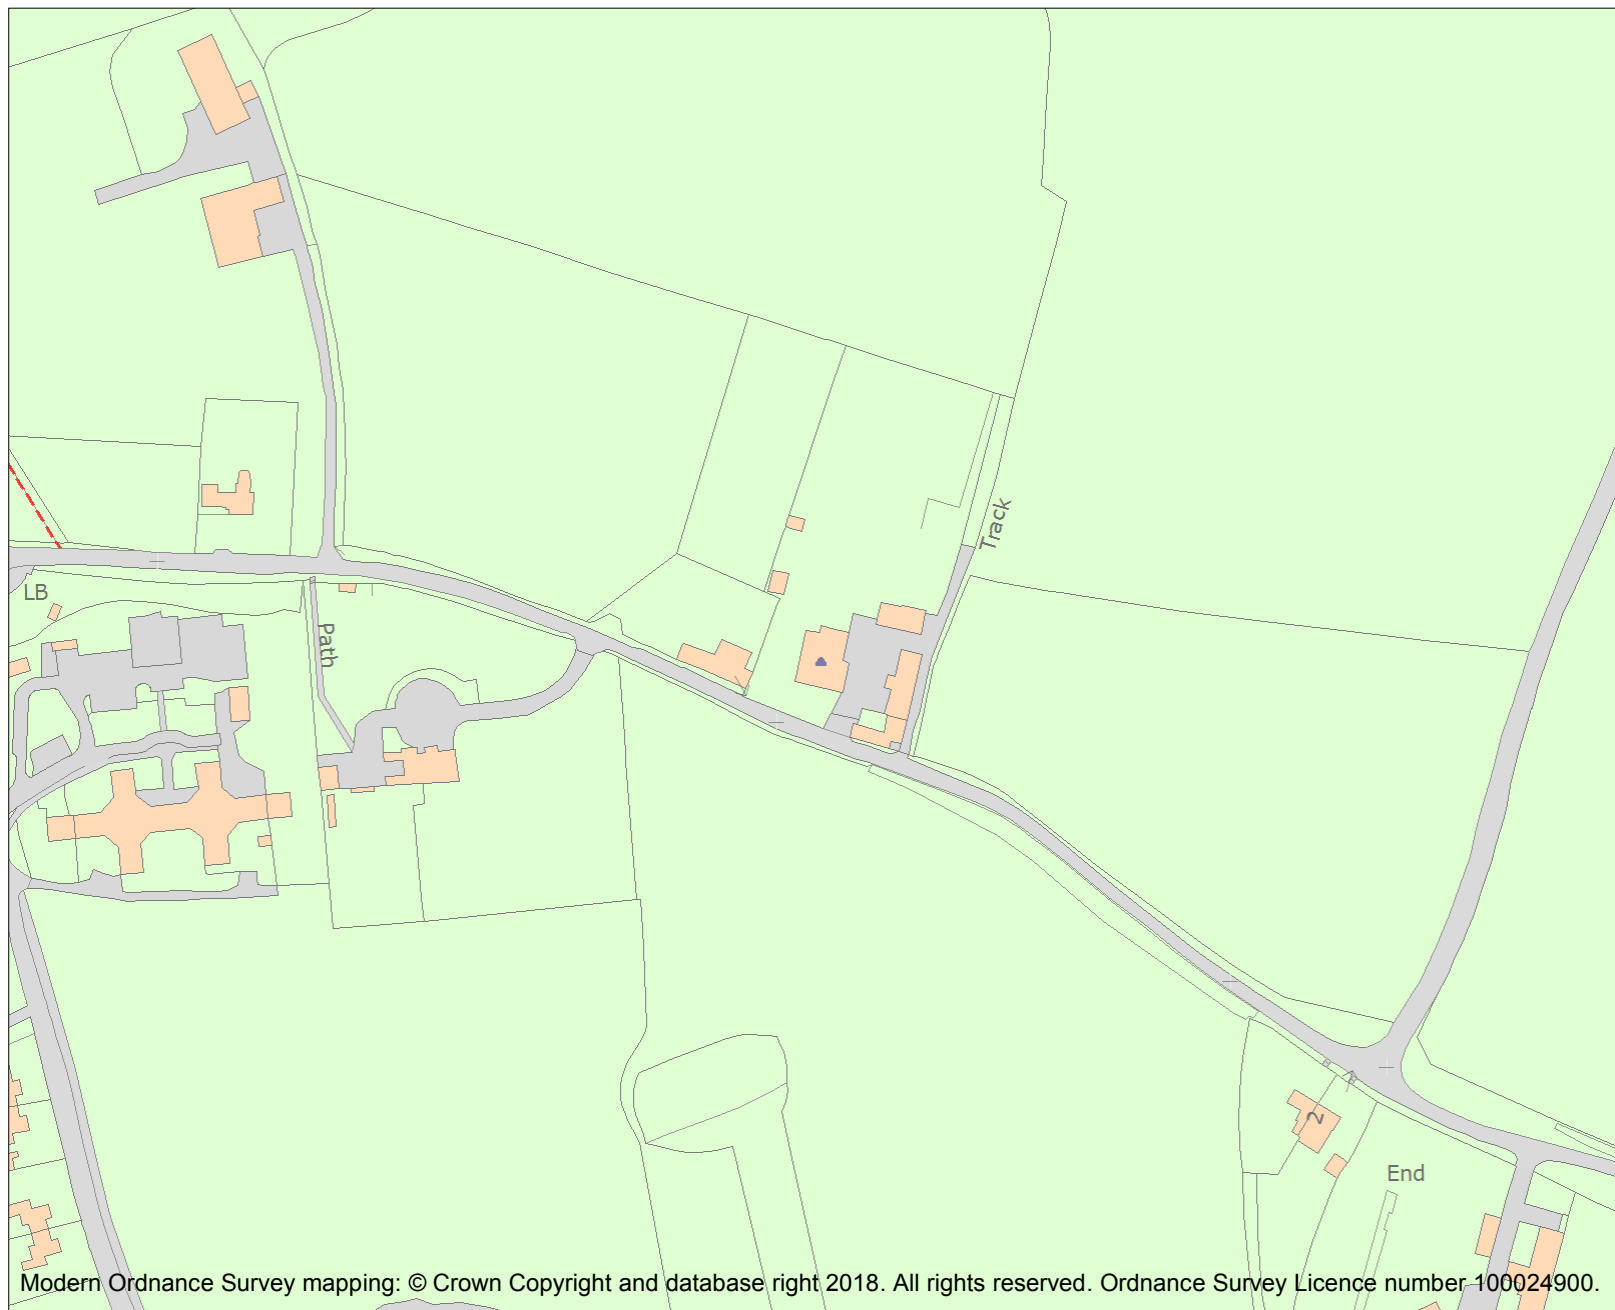 Track
LB
Path
2
End
Modern Ordnance Survey mapping: © Crown Copyright and database right 2018. All rights reserved. Ordnance Survey Licence number 100024900.